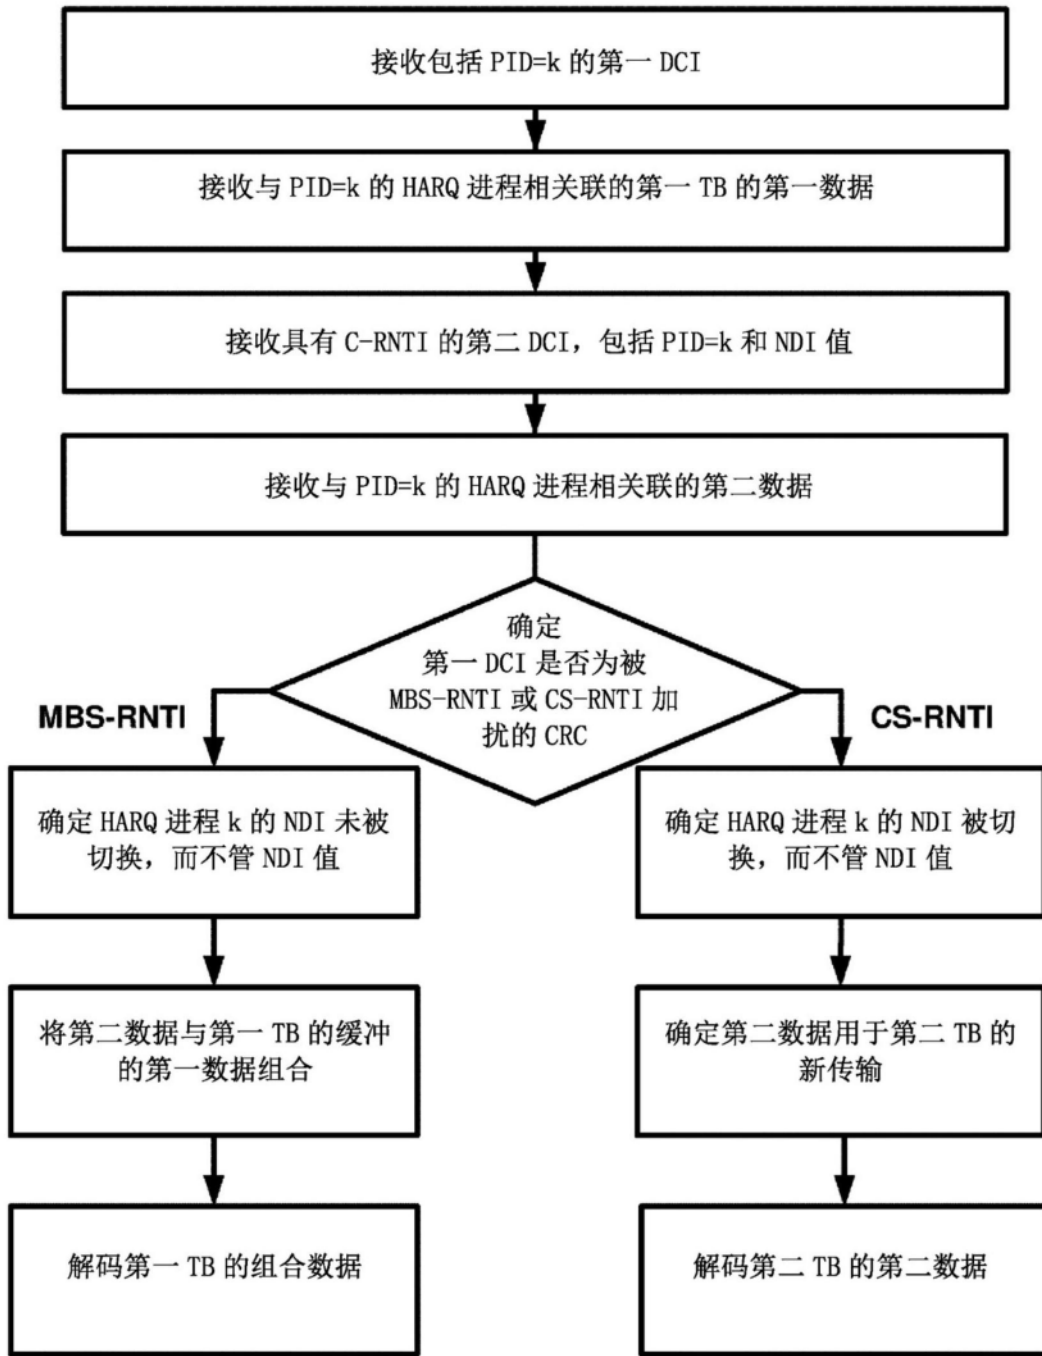 接收包括 PID=k 的第一 DCI
接收与 PID=k 的 HARQ 进程相关联的第一 TB 的第一数据
接收具有 C-RNTI 的第二 DCI，包括 PID=k 和 NDI 值
接收与 PID=k 的 HARQ 进程相关联的第二数据
确定
第一 DCI 是否为被
MBS-RNTI 或 CS-RNTI 加
扰的 CRC
MBS-RNTI
CS-RNTI
确定 HARQ 进程 k 的 NDI 未被
切换，而不管 NDI 值
确定 HARQ 进程 k 的 NDI 被切
换，而不管 NDI 值
将第二数据与第一 TB 的缓冲
的第一数据组合
确定第二数据用于第二 TB 的
新传输
解码第一 TB 的组合数据
解码第二 TB 的第二数据